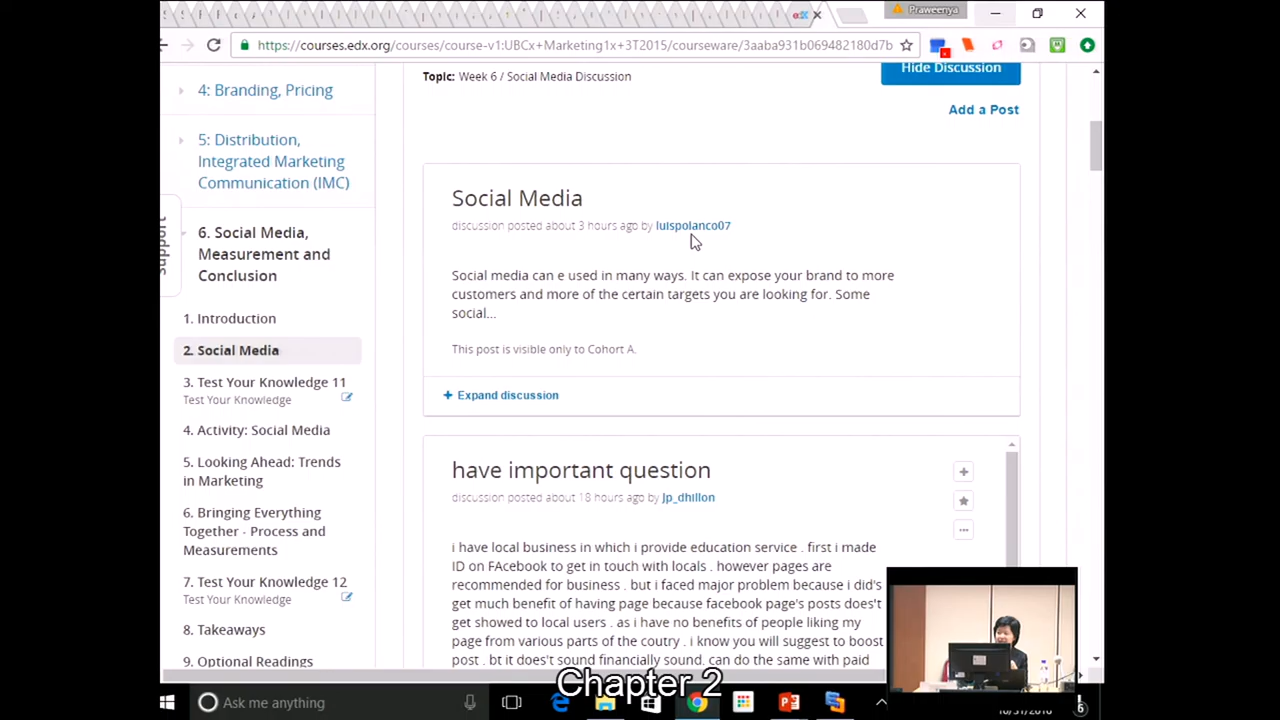 Praweenya
https://courses.edx.org/courses/course-v1:UBCx+Marketing1x+3T2015/courseware/3aaba931b069482180d7b
4: Branding, Pricing
5: Distribution,
Integrated Marketing
Communication (IMC)
support
6. Social Media,
Measurement and
Conclusion
1. Introduction
2. Social Media
3. Test Your Knowledge 11
Test Your Knowledge
4. Activity: Social Media
5. Looking Ahead: Trends
in Marketing
6. Bringing Everything
Together - Process and
Measurements
7. Test Your Knowledge 12
Test Your Knowledge
8. Takeaways
9. Optional Readings
Topic: Week 6 / Social Media Discussion
Hide Discussion
Add a Post
Social Media
discussion posted about 3 hours ago by luispolanco07
Social media can e used in many ways. It can expose your brand to more
customers and more of the certain targets you are looking for. Some
social...
This post is visible only to Cohort A.
+ Expand discussion
have important question
discussion posted about 18 hours ago by Jp_dhillon
i have local business in which i provide education service . first i made
ID on FAcebook to get in touch with locals . however pages are
recommended for business . but i faced major problem because i did's
get much benefit of having page because facebook page's posts does't
get showed to local users . as i have no benefits of people liking my
page from various parts of the coutry . i know you will suggest to boost
post . bt it does't sound financially sound. can do the same with paid
Chapter 2
Ask me anything